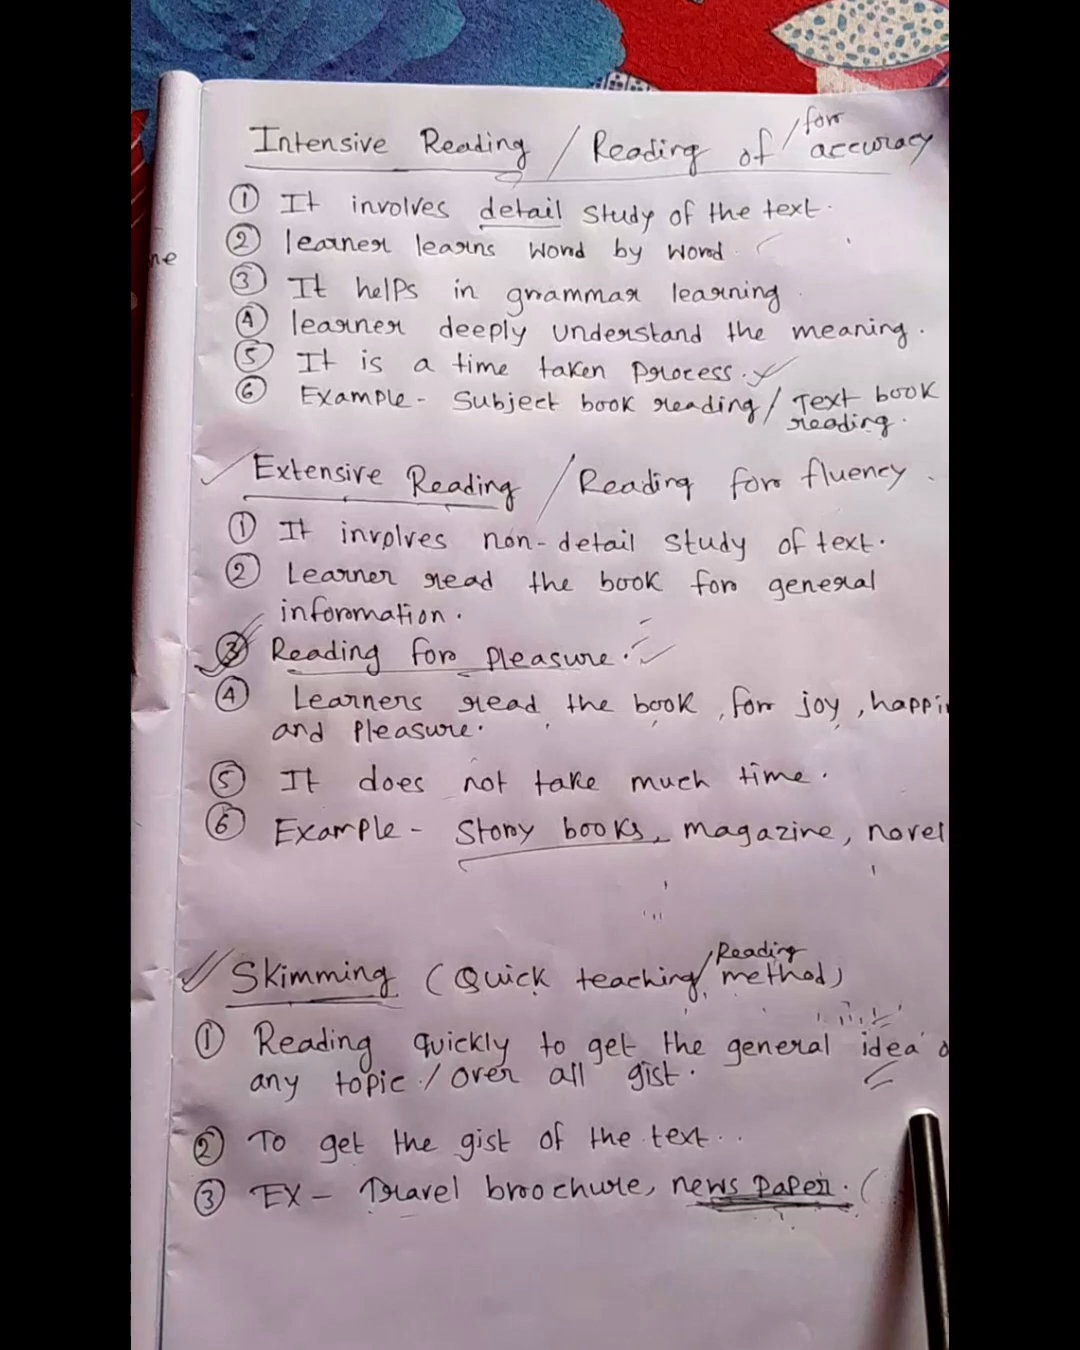 Intensive Reading / Reading of / for accuracy
① It involves detail study of the text.
② learner learns word by word
ne
③ It helps in grammar learning
④ learner deeply understand the meaning.
⑤ It is a time taken process.
⑥ Example - Subject book reading / Text book
reading.
Extensive Reading / Reading for fluency.
① It involves non-detail study of text.
② Learner read the book for general
information.
③ Reading for pleasure.
④ Learners read the book, for joy, happi
and pleasure.
⑤ It does not take much time.
⑥ Example - Story books, magazine, novel
Skimming (Quick teaching / Reading method)
① Reading quickly to get the general idea o
any topic / over all gist.
② To get the gist of the text..
③ EX - Travel brochure, news paper. (